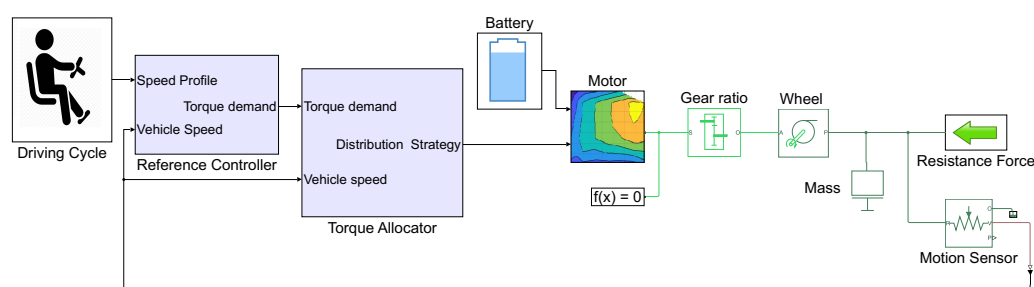 Battery
Motor
Gear ratio
Wheel
Speed Profile
Torque demand
Vehicle Speed
Driving Cycle
Reference Controller
Torque demand
Distribution Strategy
Vehicle speed
Torque Allocator
f(x) = 0
S
O
A
P
Resistance Force
Mass
R
C
V
P
Motion Sensor